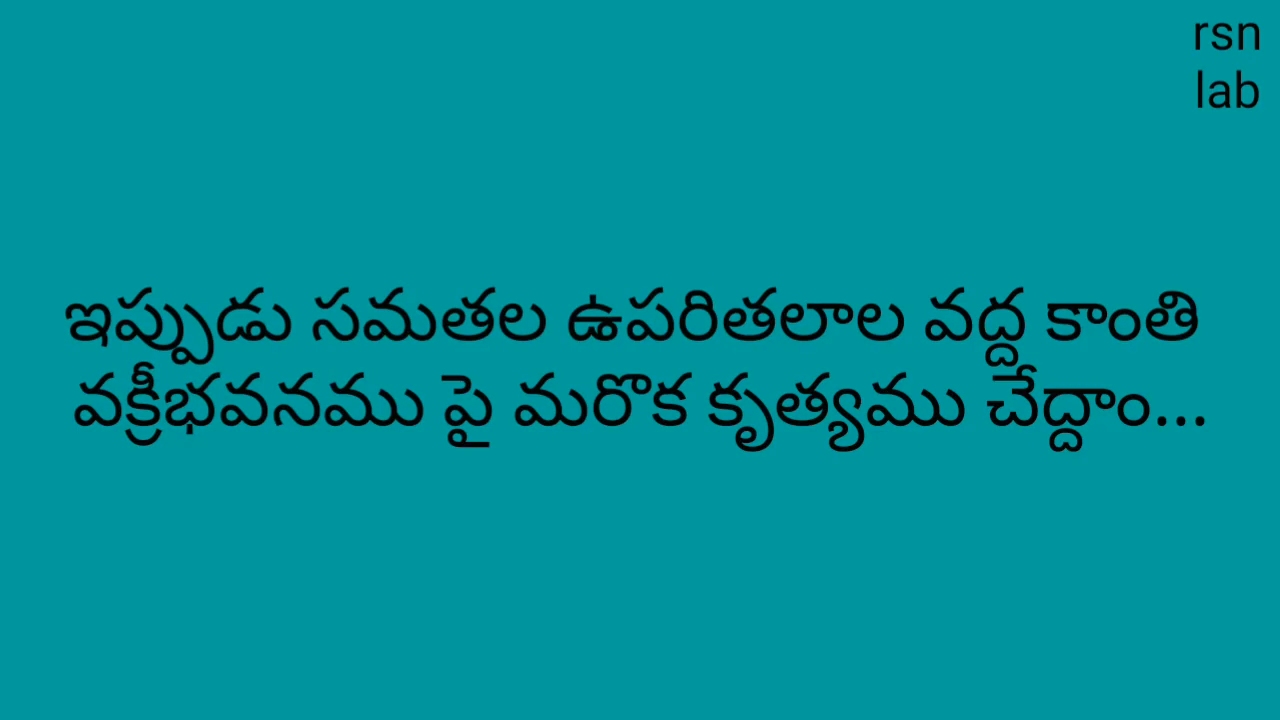 rsn
lab
ఇప్పుడు సమతల ఉపరితలాల వద్ద కాంతి
వక్రీభవనము పై మరొక కృత్యము చేద్దాం...